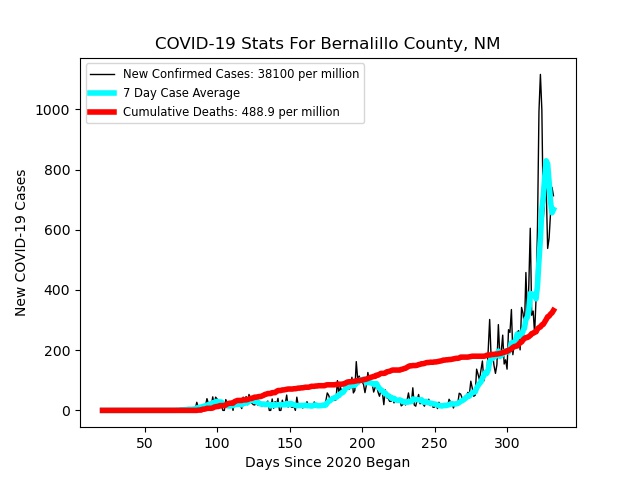 COVID-19 Stats For Bernalillo County, NM
New Confirmed Cases: 38100 per million
7 Day Case Average
Cumulative Deaths: 488.9 per million
New COVID-19 Cases
1000
800
600
400
200
0
50 100 150 200 250 300
Days Since 2020 Began